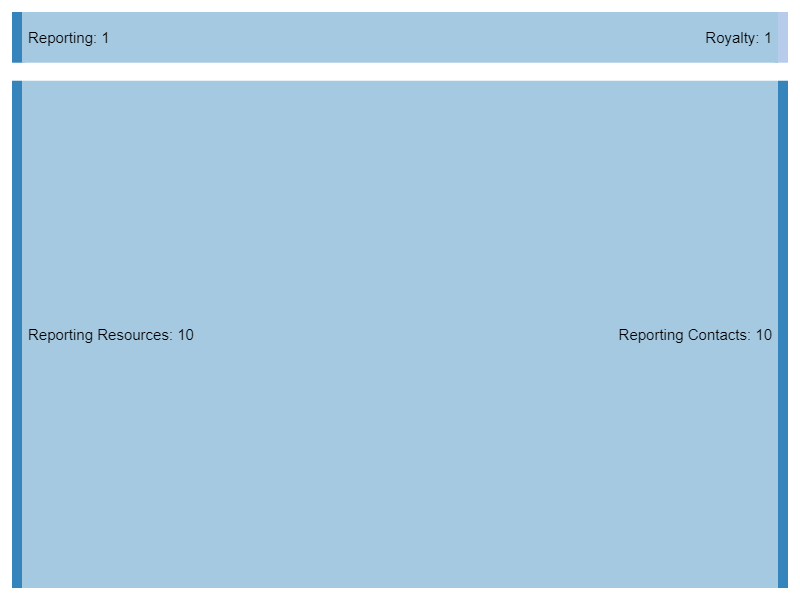 Reporting: 1
Royalty: 1
Reporting Resources: 10
Reporting Contacts: 10